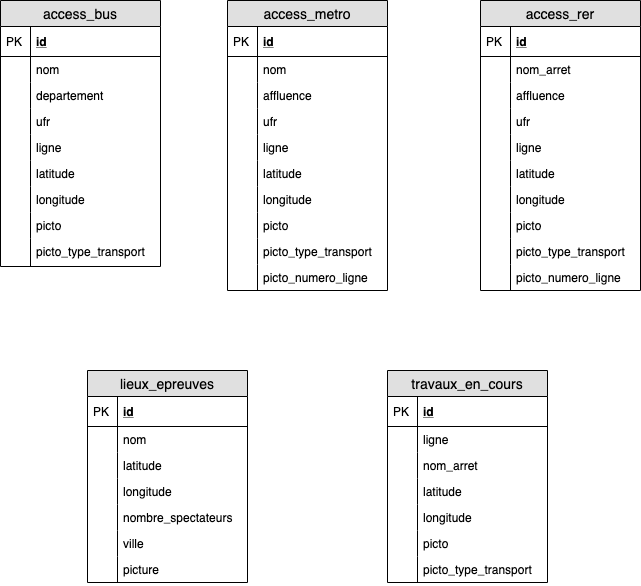 access_bus
PK id
nom
departement
ufr
ligne
latitude
longitude
picto
picto_type_transport
access_metro
PK id
nom
affluence
ufr
ligne
latitude
longitude
picto
picto_type_transport
picto_numero_ligne
access_rer
PK id
nom_arret
affluence
ufr
ligne
latitude
longitude
picto
picto_type_transport
picto_numero_ligne
lieux_epreuves
PK id
nom
latitude
longitude
nombre_spectateurs
ville
picture
travaux_en_cours
PK id
ligne
nom_arret
latitude
longitude
picto
picto_type_transport